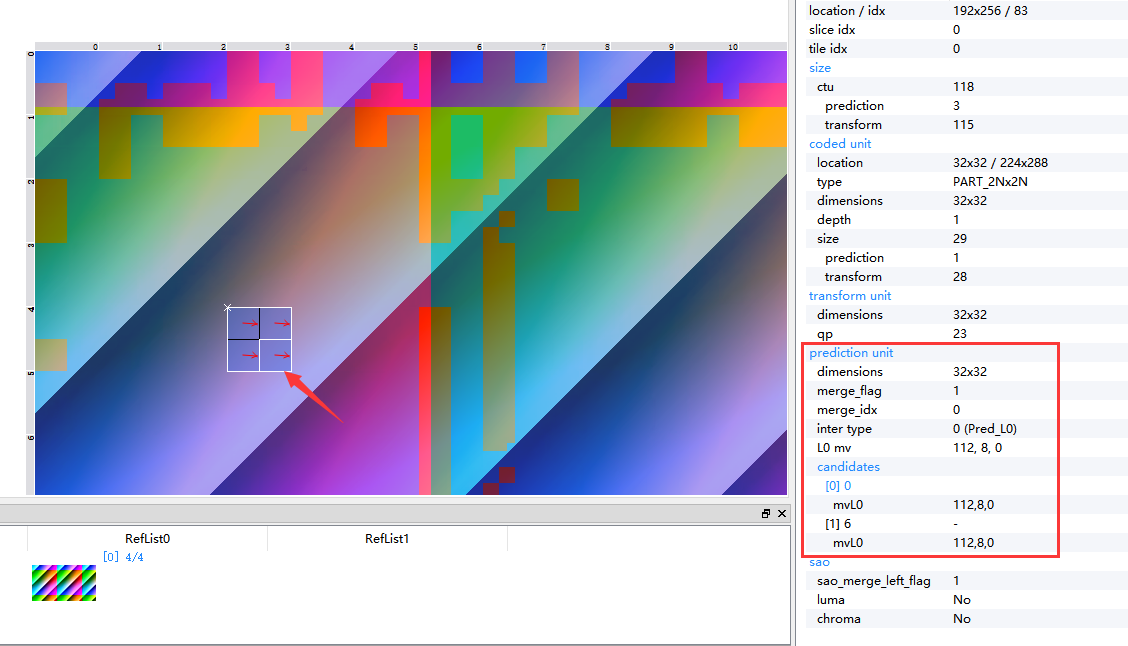 0 1 2 3 4 5 6 7 8 9 10
0
1
2
3
4
5
6
RefList0 RefList1
[0] 4/4
location / idx 192x256 / 83
slice idx 0
tile idx 0
size
ctu 118
prediction 3
transform 115
coded unit
location 32x32 / 224x288
type PART_2Nx2N
dimensions 32x32
depth 1
size 29
prediction 1
transform 28
transform unit
dimensions 32x32
qp 23
prediction unit
dimensions 32x32
merge_flag 1
merge_idx 0
inter type 0 (Pred_L0)
L0 mv 112, 8, 0
candidates
[0] 0
mvL0 112,8,0
[1] 6 -
mvL0 112,8,0
sao
sao_merge_left_flag 1
luma No
chroma No